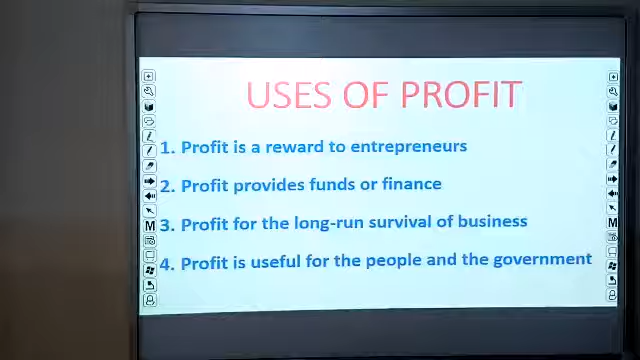 USES OF PROFIT
1. Profit is a reward to entrepreneurs
2. Profit provides funds or finance
3. Profit for the long-run survival of business
4. Profit is useful for the people and the government
M
M